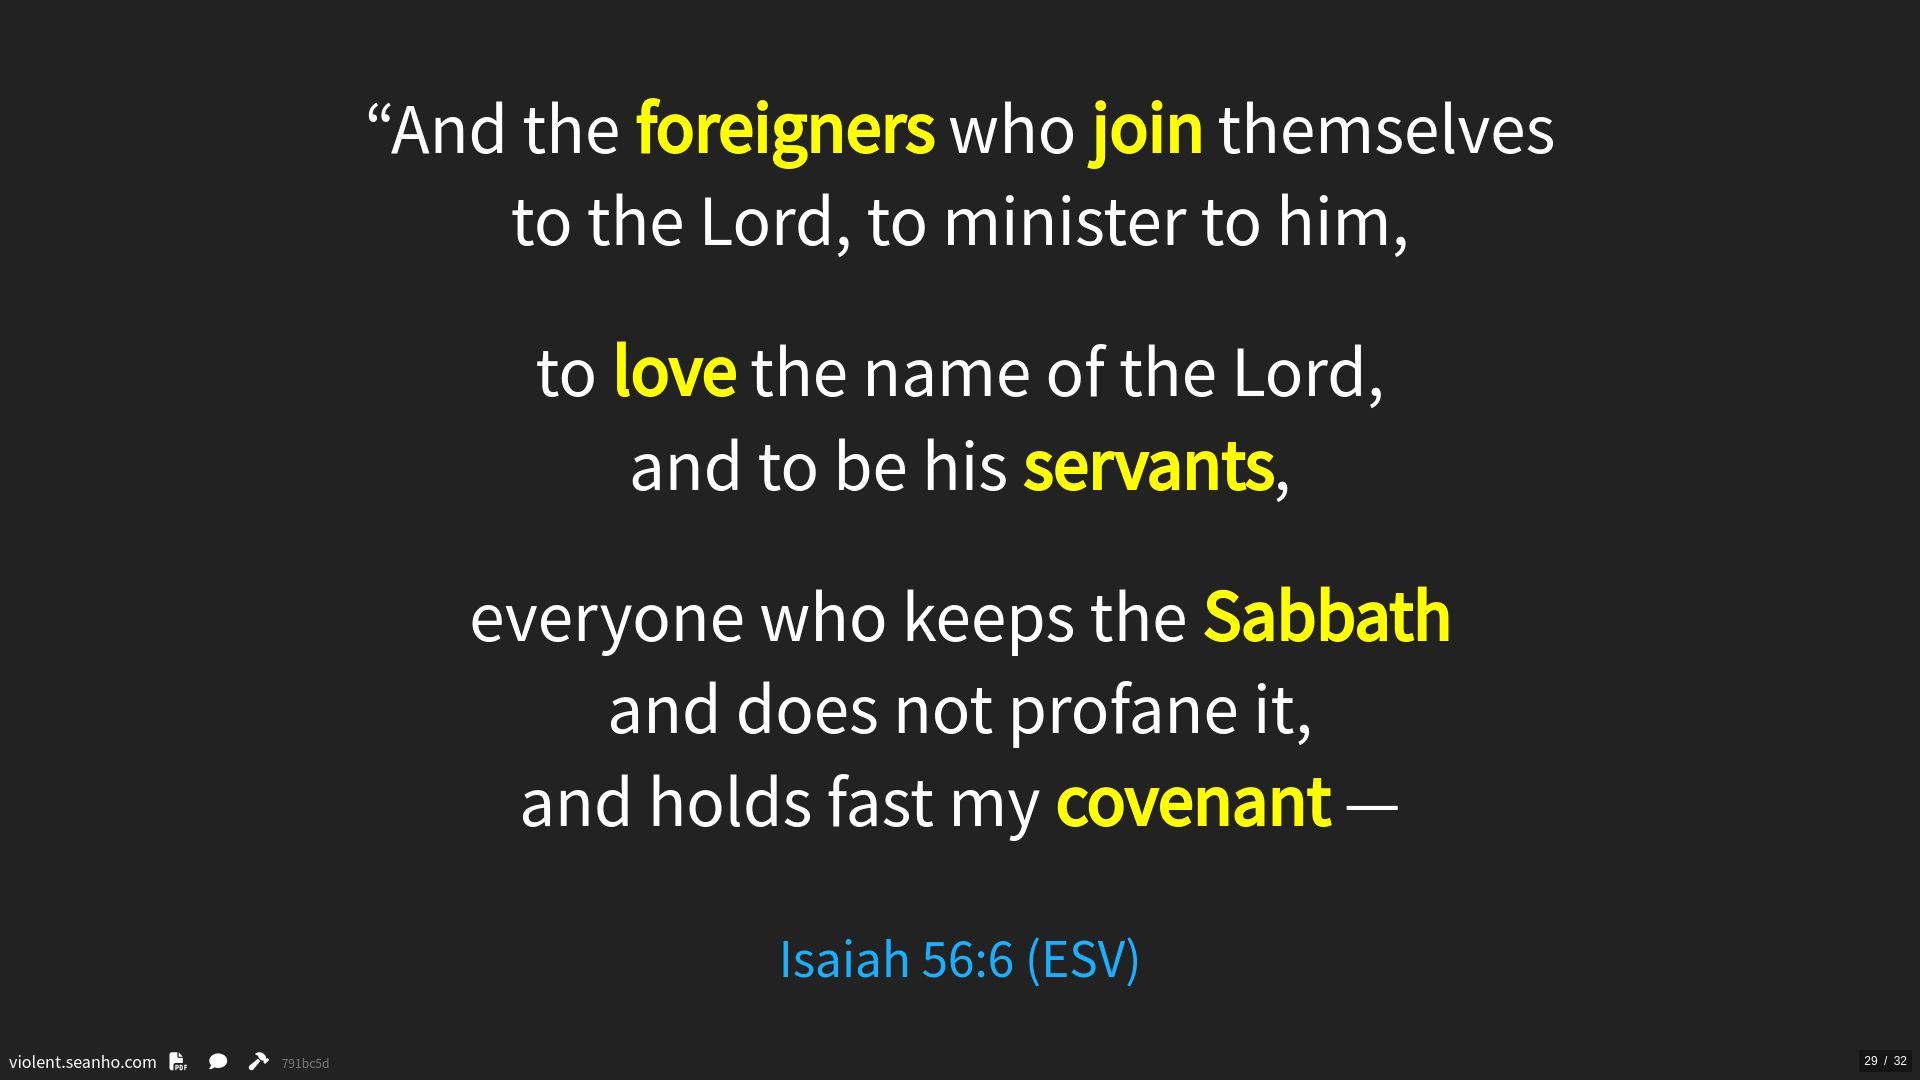 “And the foreigners who join themselves
to the Lord, to minister to him,
to love the name of the Lord,
and to be his servants,
everyone who keeps the Sabbath
and does not profane it,
and holds fast my covenant —
Isaiah 56:6 (ESV)
violent.seanho.com PDF 791bc5d
29 / 32